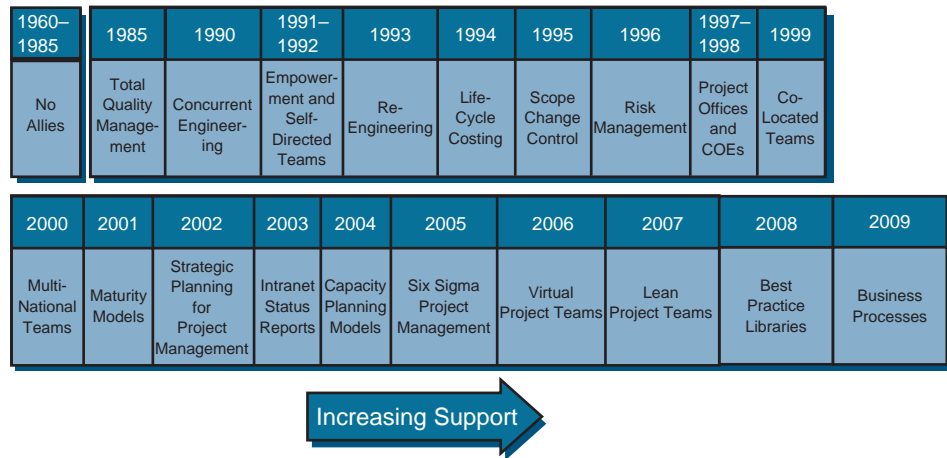 1960–
1985
1985
1990
1991–
1992
1993
1994
1995
1996
1997–
1998
1999
No
Allies
Total
Quality
Manage-
ment
Concurrent
Engineer-
ing
Empower-
ment and
Self-
Directed
Teams
Re-
Engineering
Life-
Cycle
Costing
Scope
Change
Control
Risk
Management
Project
Offices
and
COEs
Co-
Located
Teams
2000
2001
2002
2003
2004
2005
2006
2007
2008
2009
Multi-
National
Teams
Maturity
Models
Strategic
Planning
for
Project
Management
Intranet
Status
Reports
Capacity
Planning
Models
Six Sigma
Project
Management
Virtual
Project Teams
Lean
Project Teams
Best
Practice
Libraries
Business
Processes
Increasing Support